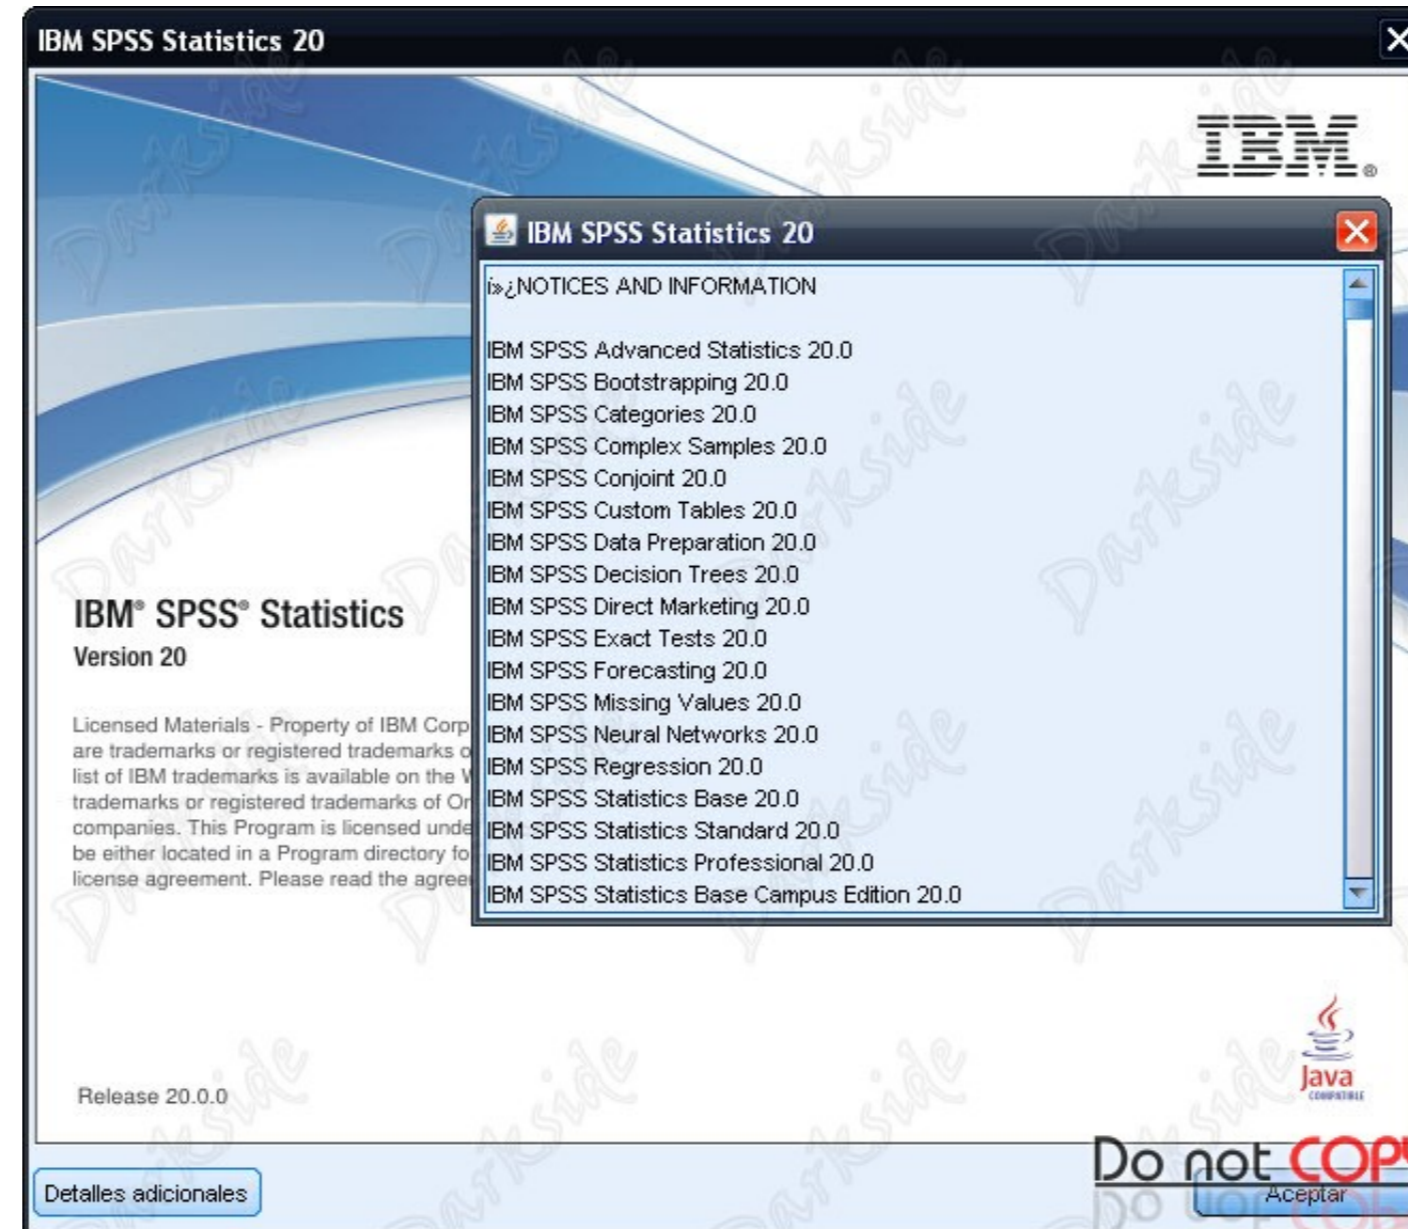 IBM SPSS Statistics 20
IBM®
IBM SPSS Statistics 20
ï»¿NOTICES AND INFORMATION
IBM SPSS Advanced Statistics 20.0
IBM SPSS Bootstrapping 20.0
IBM SPSS Categories 20.0
IBM SPSS Complex Samples 20.0
IBM SPSS Conjoint 20.0
IBM SPSS Custom Tables 20.0
IBM SPSS Data Preparation 20.0
IBM SPSS Decision Trees 20.0
IBM SPSS Direct Marketing 20.0
IBM SPSS Exact Tests 20.0
IBM SPSS Forecasting 20.0
IBM SPSS Missing Values 20.0
IBM SPSS Neural Networks 20.0
IBM SPSS Regression 20.0
IBM SPSS Statistics Base 20.0
IBM SPSS Statistics Standard 20.0
IBM SPSS Statistics Professional 20.0
IBM SPSS Statistics Base Campus Edition 20.0
IBM® SPSS® Statistics
Version 20
Licensed Materials - Property of IBM Corp
are trademarks or registered trademarks o
list of IBM trademarks is available on the W
trademarks or registered trademarks of Or
companies. This Program is licensed unde
be either located in a Program directory fo
license agreement. Please read the agree
Java
COMPATIBLE
Release 20.0.0
Do not COPY
Detalles adicionales
Aceptar
Darkside